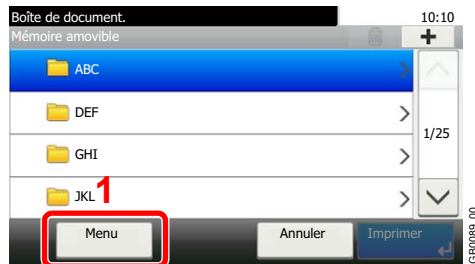 Boîte de document. 10:10
Mémoire amovible
ABC
DEF
1/25
GHI
JKL 1
Menu Annuler Imprimer
GB0089_00